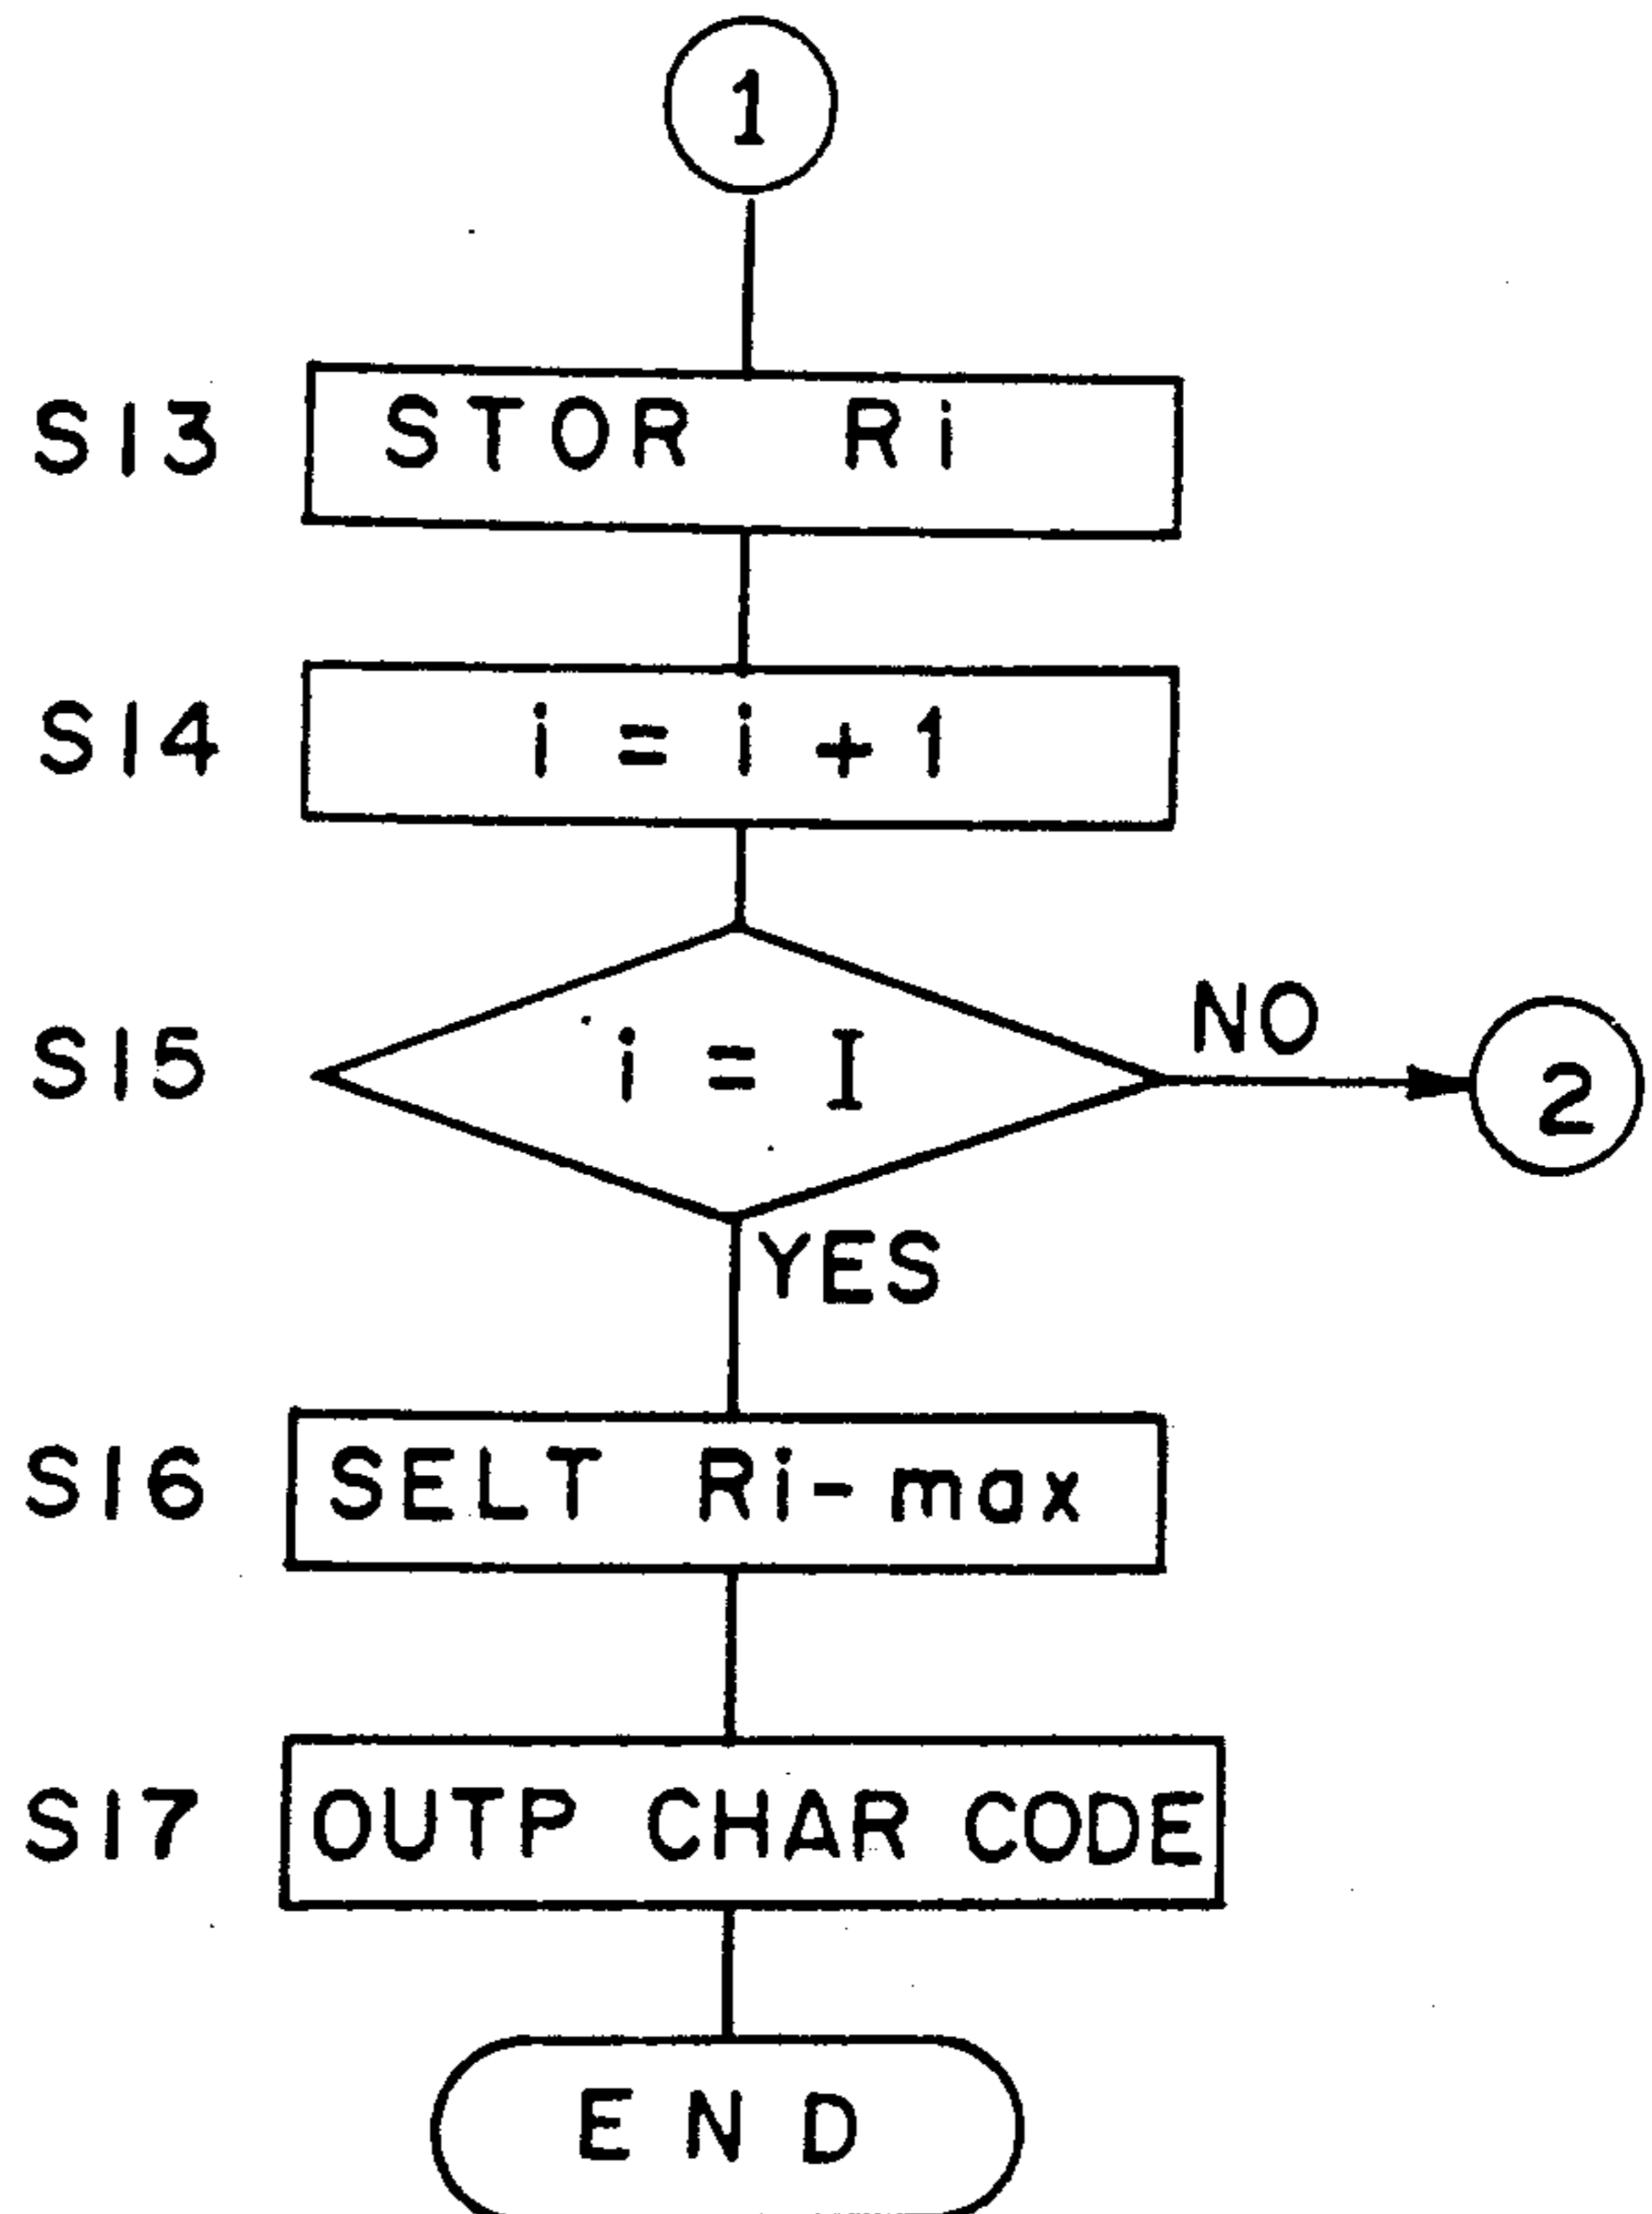 1
S13 STOR Ri
S14 i = i + 1
S15 i = I NO 2
YES
S16 SELT Ri-max
S17 OUTP CHAR CODE
END